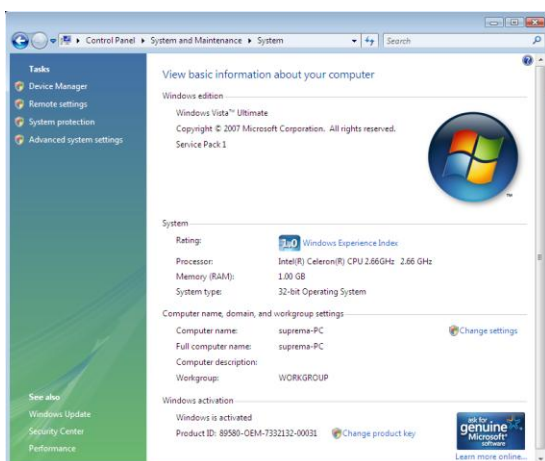 Control Panel ▸ System and Maintenance ▸ System
Search
Tasks
Device Manager
Remote settings
System protection
Advanced system settings
See also
Windows Update
Security Center
Performance
View basic information about your computer
Windows edition
Windows Vista™ Ultimate
Copyright © 2007 Microsoft Corporation. All rights reserved.
Service Pack 1
TM
System
Rating: 1.0 Windows Experience Index
Processor: Intel(R) Celeron(R) CPU 2.66GHz 2.66 GHz
Memory (RAM): 1.00 GB
System type: 32-bit Operating System
Computer name, domain, and workgroup settings
Computer name: suprema-PC Change settings
Full computer name: suprema-PC
Computer description:
Workgroup: WORKGROUP
Windows activation
Windows is activated
Product ID: 89580-OEM-7332132-00031 Change product key
ask for
genuine
Microsoft
software
Learn more online...